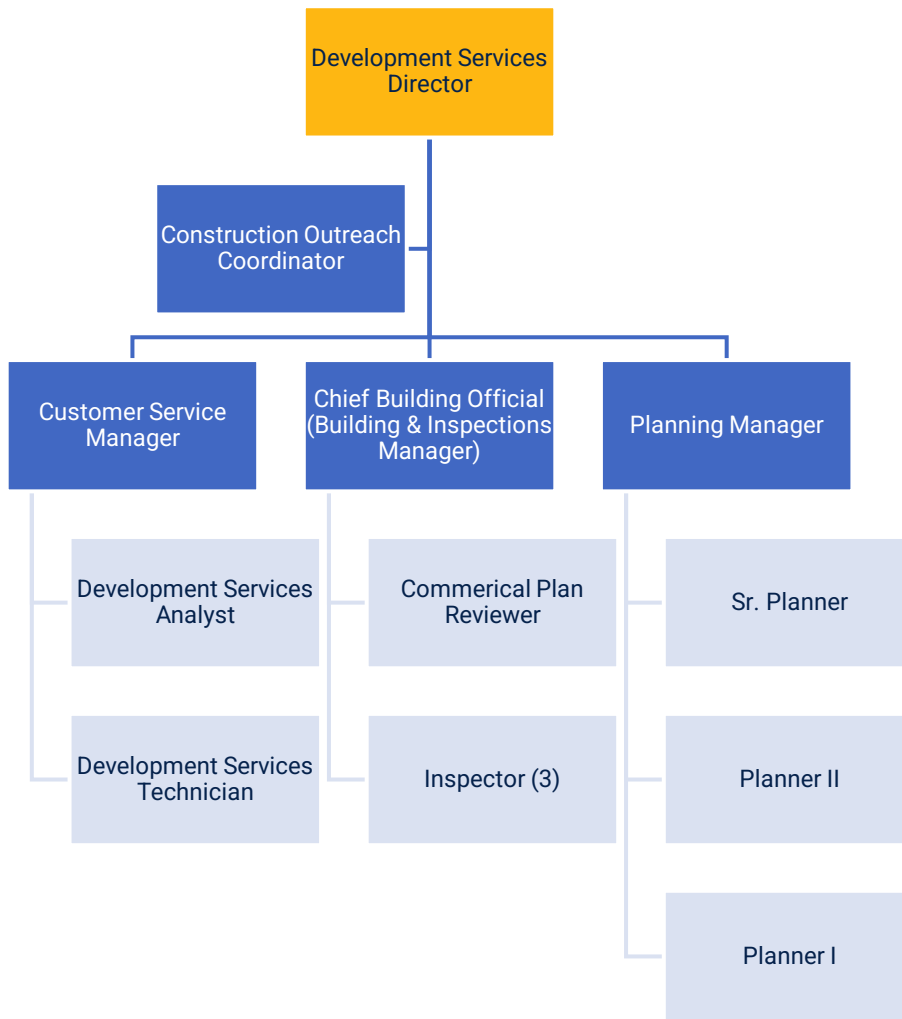 Development Services
Director
Construction Outreach
Coordinator
Customer Service
Manager
Chief Building Official
(Building & Inspections
Manager)
Planning Manager
Development Services
Analyst
Commerical Plan
Reviewer
Sr. Planner
Development Services
Technician
Inspector (3)
Planner II
Planner I